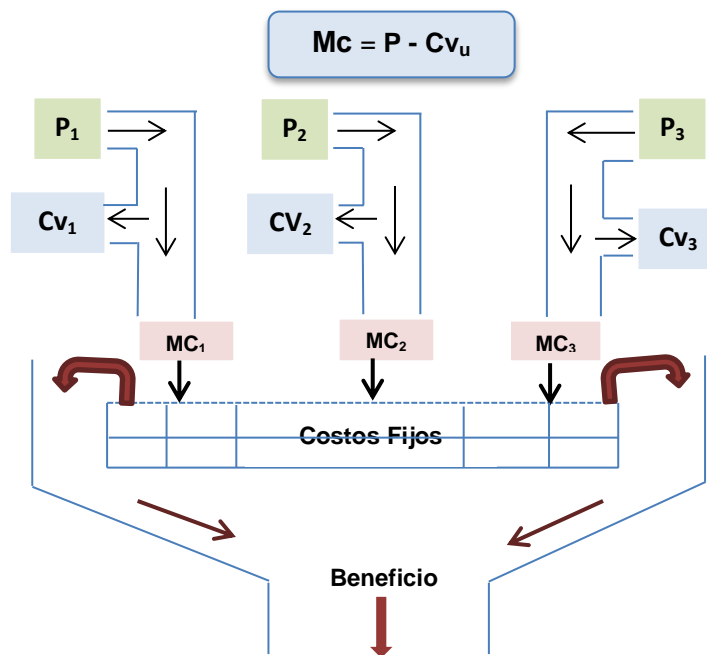 Mc = P - Cvᵤ
P₁
P₂
P₃
Cv₁
CV₂
Cv₃
MC₁
MC₂
MC₃
Costos Fijos
Beneficio